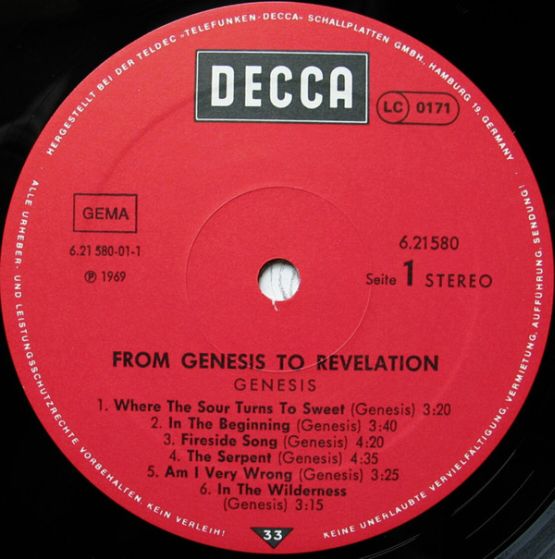 HERGESTELLT BEI DER TELDEC »TELEFUNKEN-DECCA« SCHALLPLATTEN GMBH., HAMBURG 19, GERMANY
DECCA
LC 0171
GEMA
6.21 580-01-1
Ⓟ 1969
6.21580
Seite 1 STEREO
FROM GENESIS TO REVELATION
GENESIS
1. Where The Sour Turns To Sweet (Genesis) 3:20
2. In The Beginning (Genesis) 3:40
3. Fireside Song (Genesis) 4:20
4. The Serpent (Genesis) 4:35
5. Am I Very Wrong (Genesis) 3:25
6. In The Wilderness
(Genesis) 3:15
33
ALLE URHEBER- UND LEISTUNGSSCHUTZRECHTE VORBEHALTEN. KEIN VERLEIH!
KEINE UNERLAUBTE VERVIELFÄLTIGUNG, VERMIETUNG, AUFFÜHRUNG, SENDUNG!